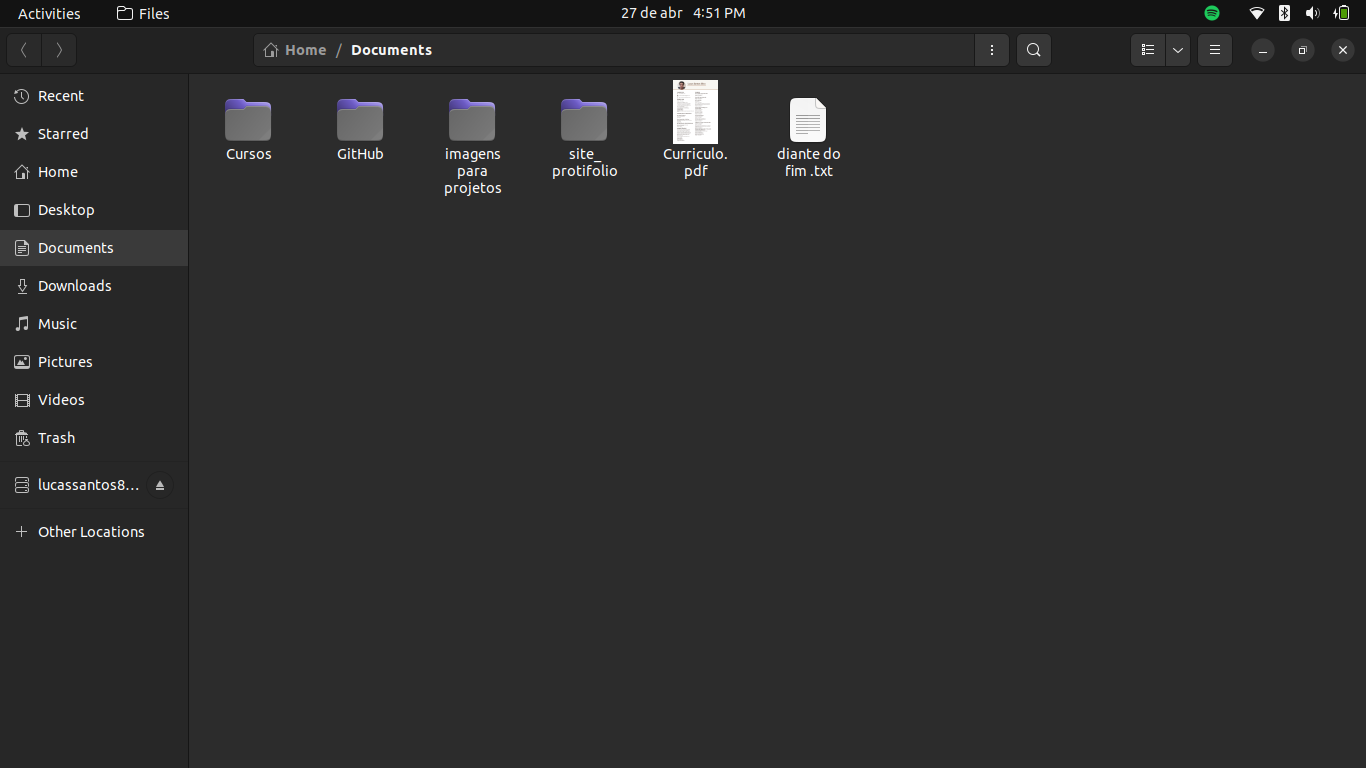 Activities
Files
27 de abr 4:51 PM
Home / Documents
Recent
Starred
Home
Desktop
Documents
Downloads
Music
Pictures
Videos
Trash
lucassantos8…
Other Locations
Cursos
GitHub
imagens
para
projetos
site_
protifolio
Curriculo.
pdf
diante do
fim .txt